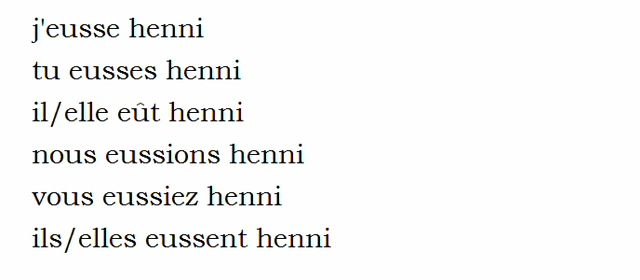 j'eusse henni
tu eusses henni
il/elle eût henni
nous eussions henni
vous eussiez henni
ils/elles eussent henni